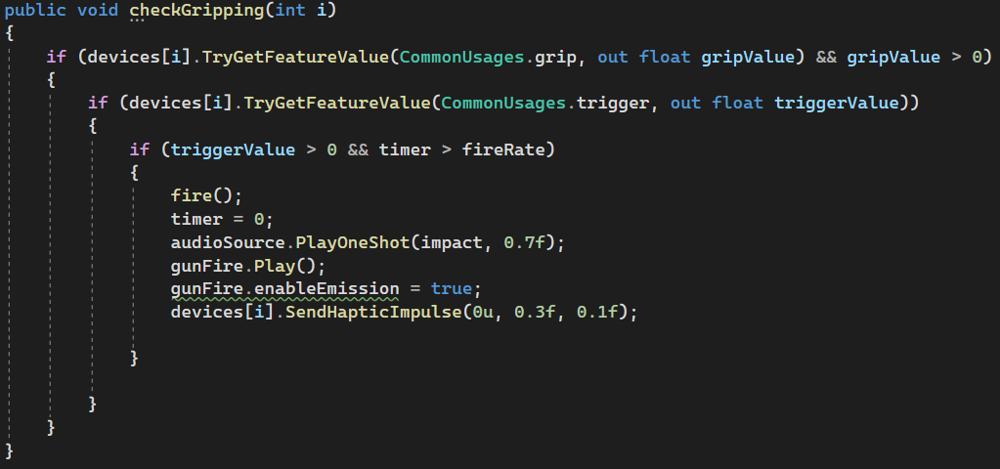 public void checkGripping(int i)
{
if (devices[i].TryGetFeatureValue(CommonUsages.grip, out float gripValue) && gripValue > 0)
{
if (devices[i].TryGetFeatureValue(CommonUsages.trigger, out float triggerValue))
{
if (triggerValue > 0 && timer > fireRate)
{
fire();
timer = 0;
audioSource.PlayOneShot(impact, 0.7f);
gunFire.Play();
gunFire.enableEmission = true;
devices[i].SendHapticImpulse(0u, 0.3f, 0.1f);
}
}
}
}